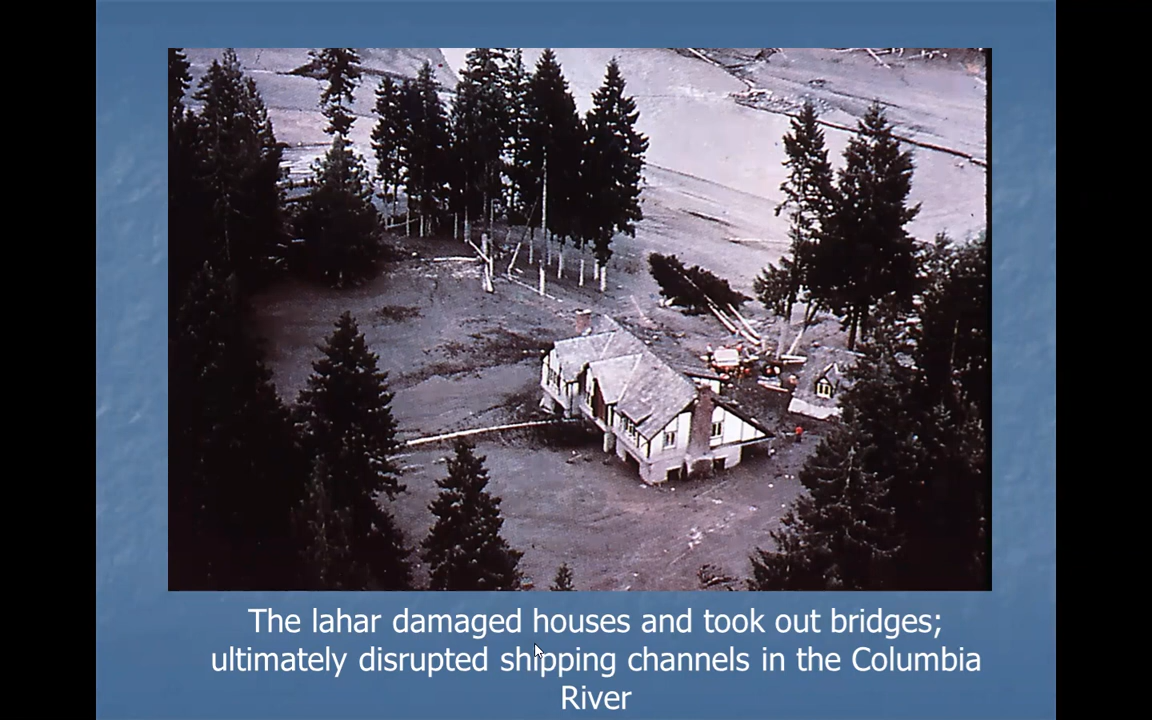 The lahar damaged houses and took out bridges;
ultimately disrupted shipping channels in the Columbia
River